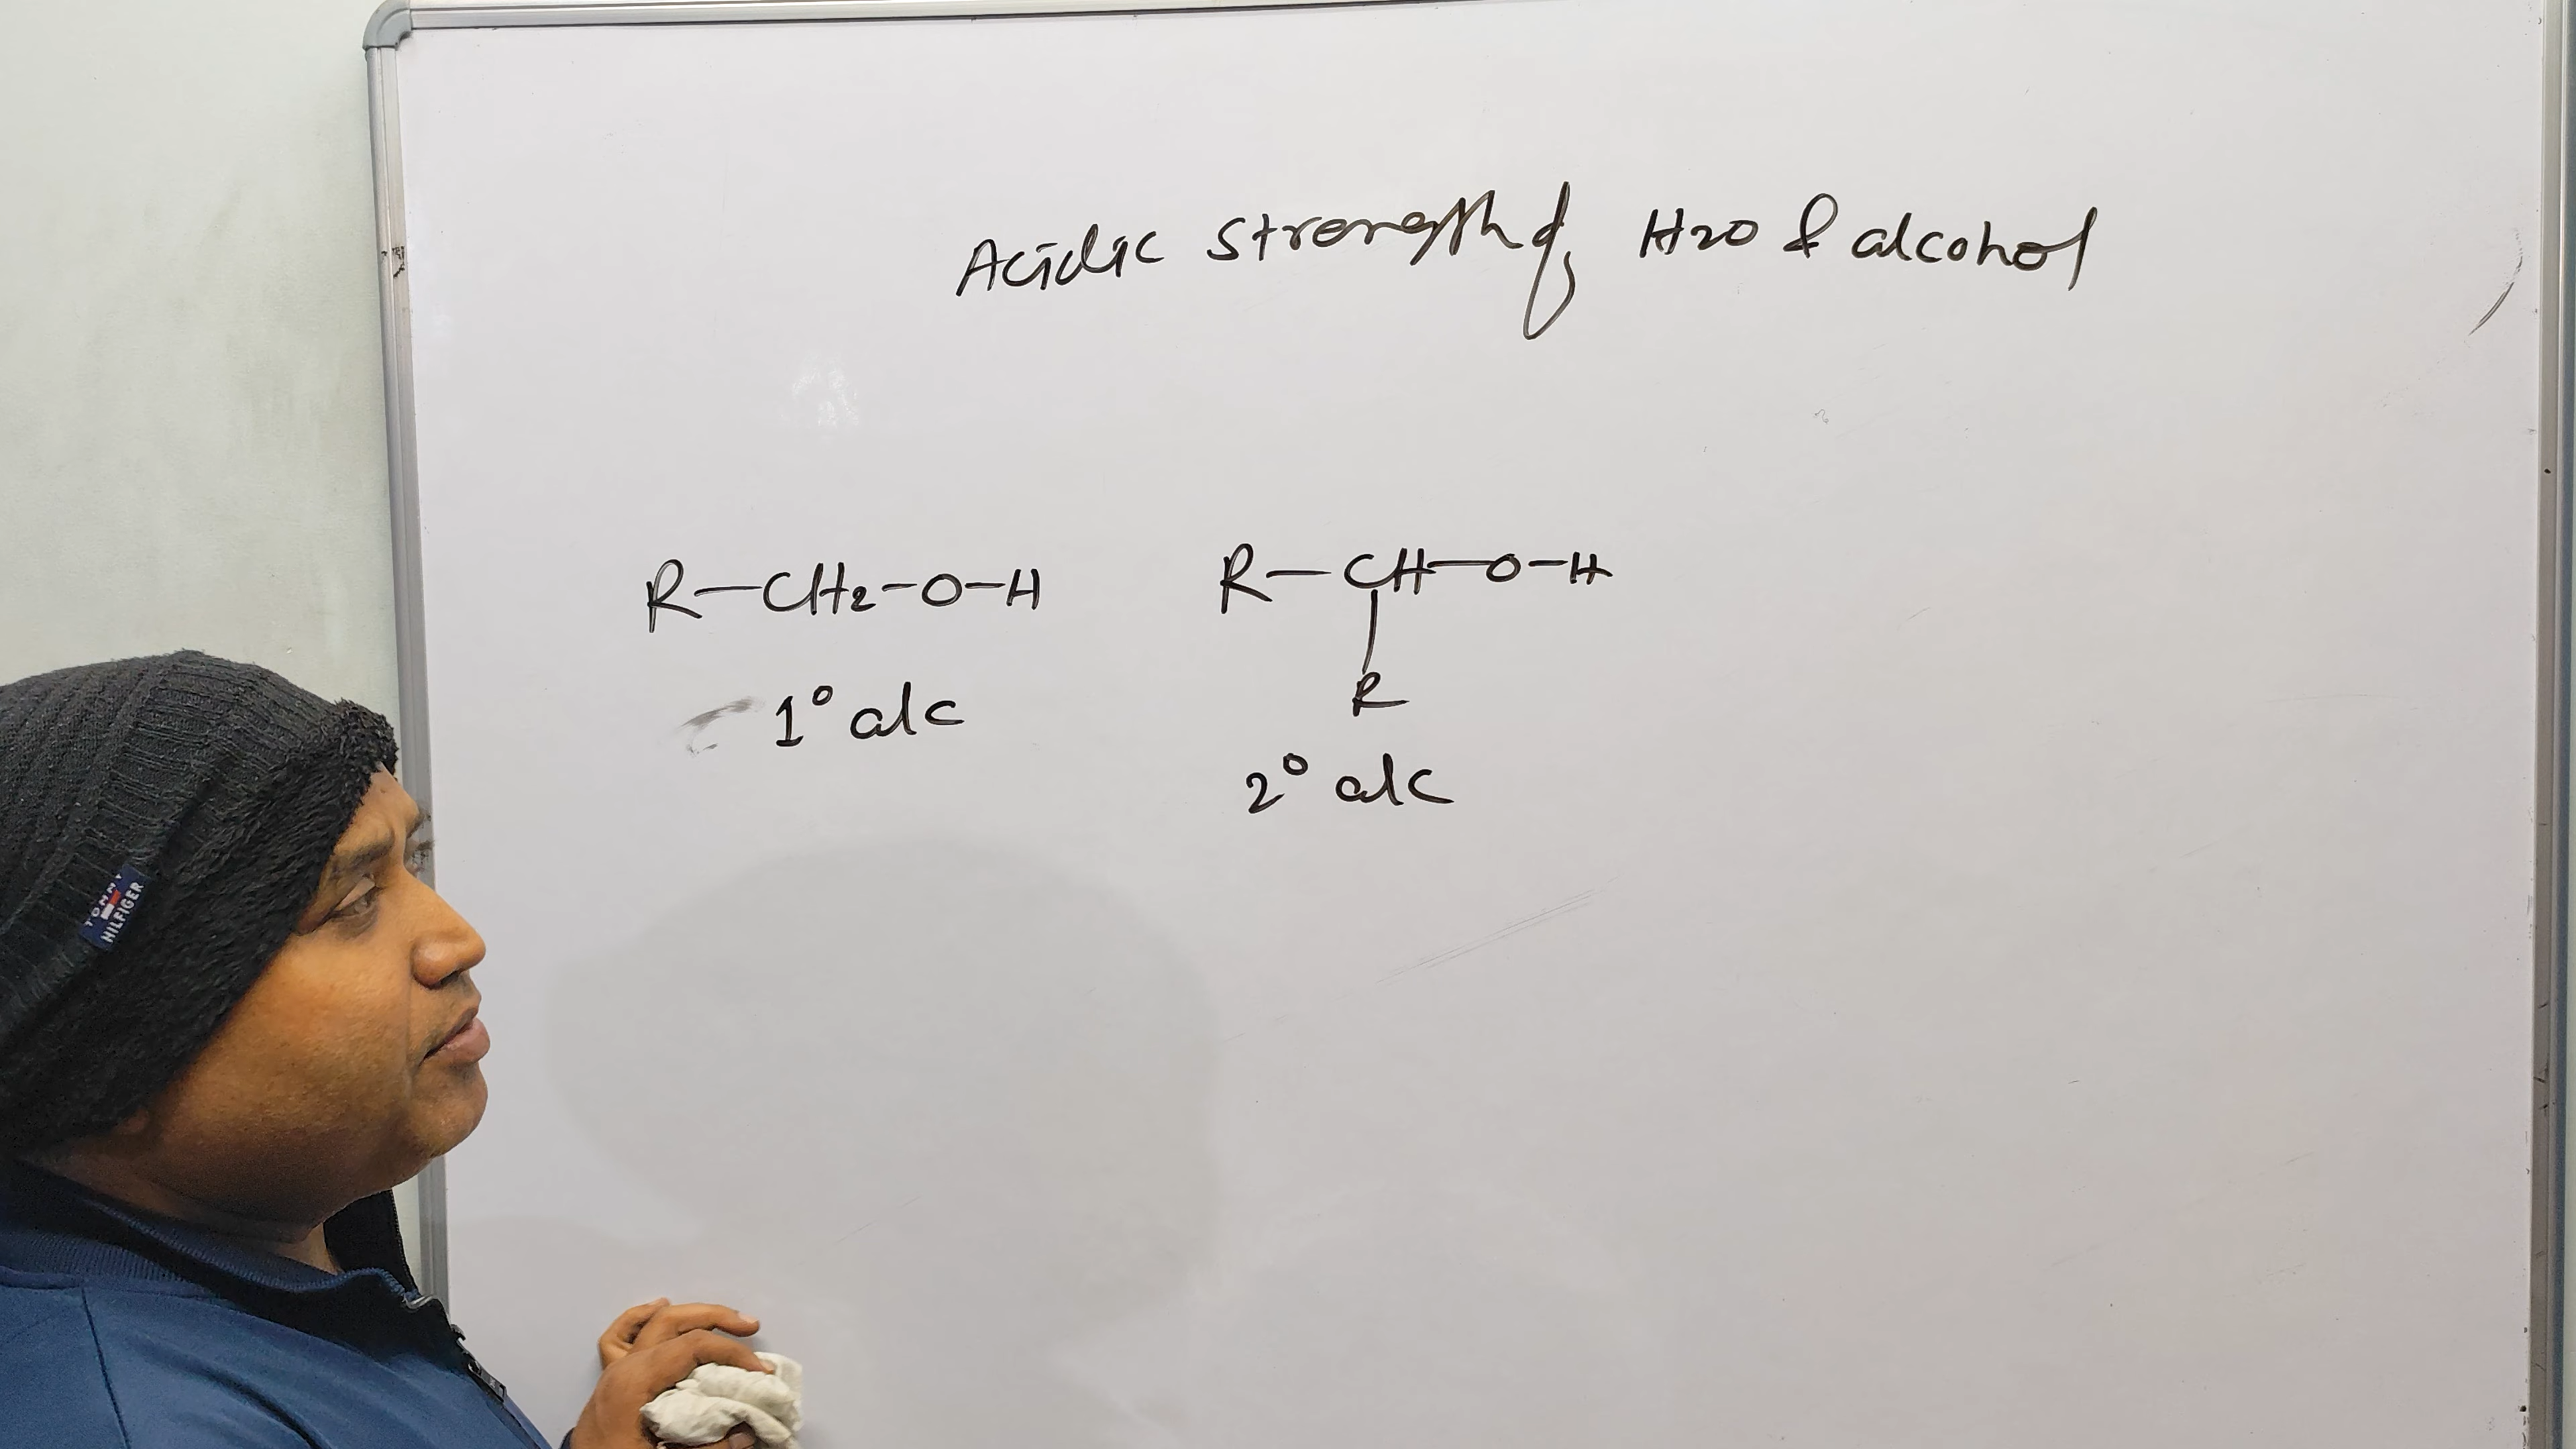 Acidic strength of H2O & alcohol
R-CH2-O-H
1° alc
R-CH-O-H
R
2° alc
TOMMY
HILFIGER